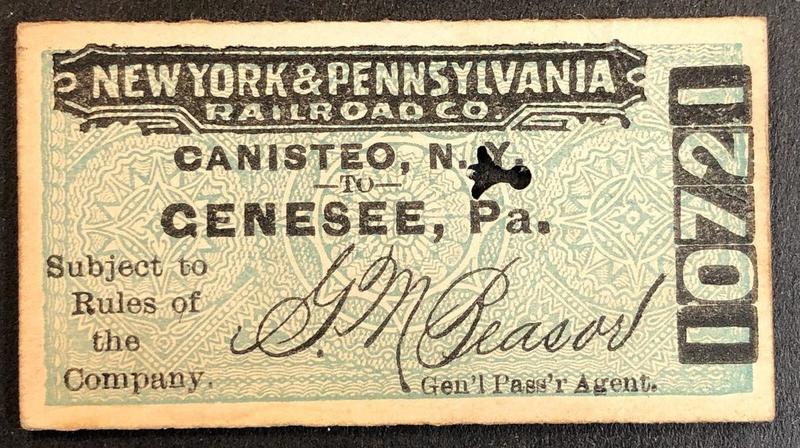 NEW YORK & PENNSYLVANIA
RAILROAD CO.
CANISTEO, N.Y.
—TO—
GENESEE, Pa.
Subject to
Rules of
the
Company.
G. M.
Gen'l Pass'r Agent.
10721